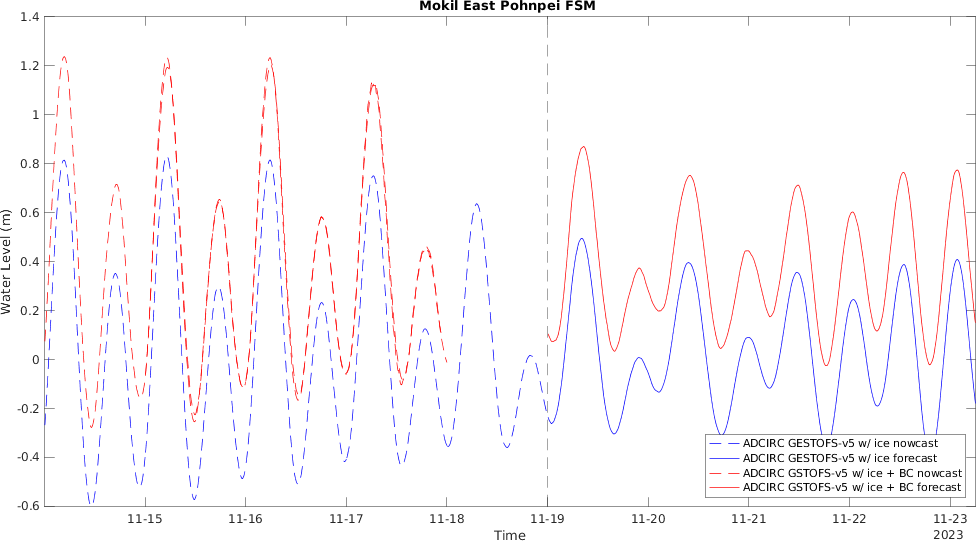 Mokil East Pohnpei FSM
1.4
1.2
1
0.8
0.6
0.4
0.2
0
-0.2
-0.4
-0.6
Water Level (m)
ADCIRC GESTOFS-v5 w/ ice nowcast
ADCIRC GESTOFS-v5 w/ ice forecast
ADCIRC GSTOFS-v5 w/ ice + BC nowcast
ADCIRC GSTOFS-v5 w/ ice + BC forecast
11-15 11-16 11-17 11-18 11-19 11-20 11-21 11-22 11-23
Time 2023